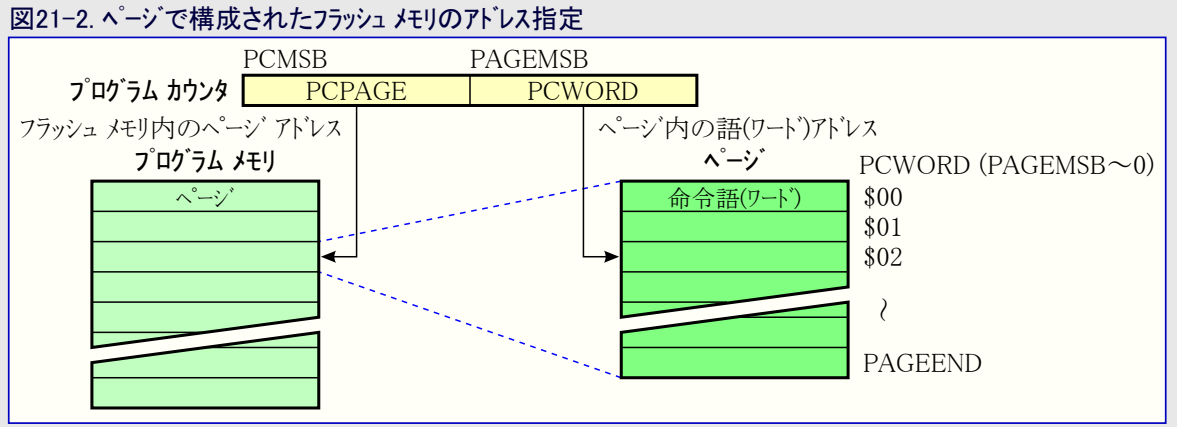 図21-2. ﾍﾟｰｼﾞで構成されたﾌﾗｯｼｭ ﾒﾓﾘのｱﾄﾞﾚｽ指定
PCMSB PAGEMSB
ﾌﾟﾛｸﾞﾗﾑ ｶｳﾝﾀ PCPAGE PCWORD
ﾌﾗｯｼｭ ﾒﾓﾘ内のﾍﾟｰｼﾞ ｱﾄﾞﾚｽ ﾍﾟｰｼﾞ内の語(ﾜｰﾄﾞ)ｱﾄﾞﾚｽ
ﾌﾟﾛｸﾞﾗﾑ ﾒﾓﾘ ﾍﾟｰｼﾞ PCWORD (PAGEMSB～0)
ﾍﾟｰｼﾞ 命令語(ﾜｰﾄﾞ) $00
$01
$02
～
PAGEEND